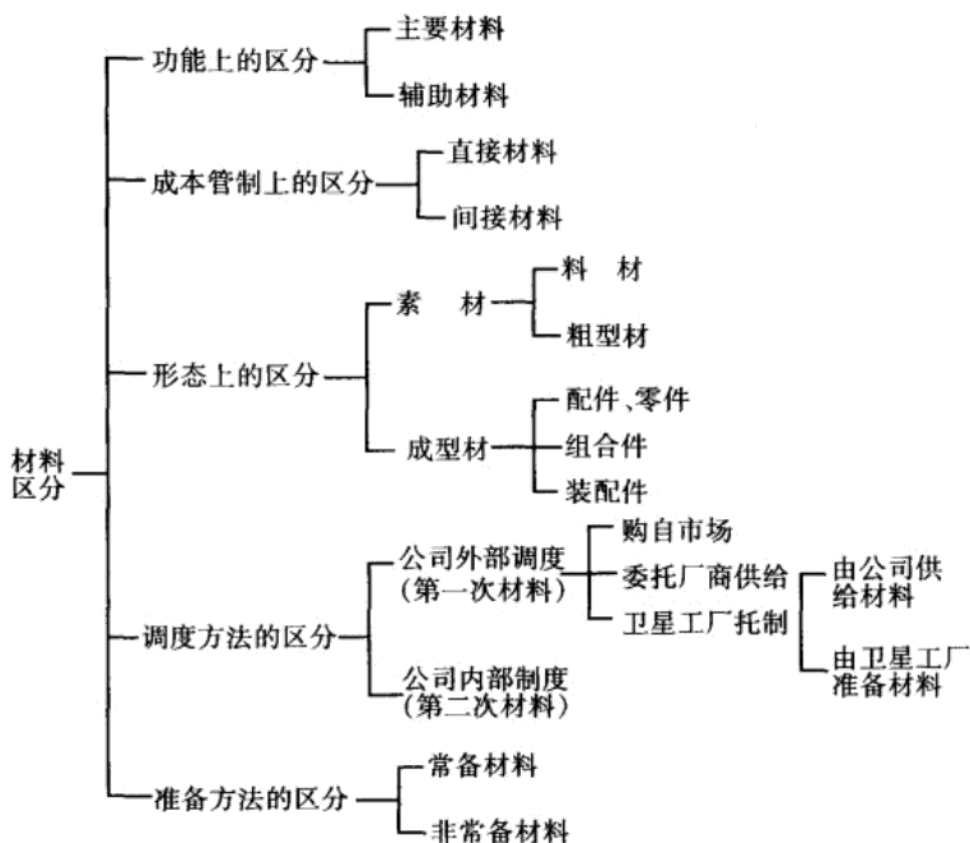 材料
区分
功能上的区分
主要材料
辅助材料
成本管制上的区分
直接材料
间接材料
形态上的区分
素 材
料 材
粗型材
成型材
配件、零件
组合件
装配件
调度方法的区分
公司外部调度
(第一次材料)
购自市场
委托厂商供给
卫星工厂托制
由公司供
给材料
由卫星工厂
准备材料
公司内部制度
(第二次材料)
准备方法的区分
常备材料
非常备材料